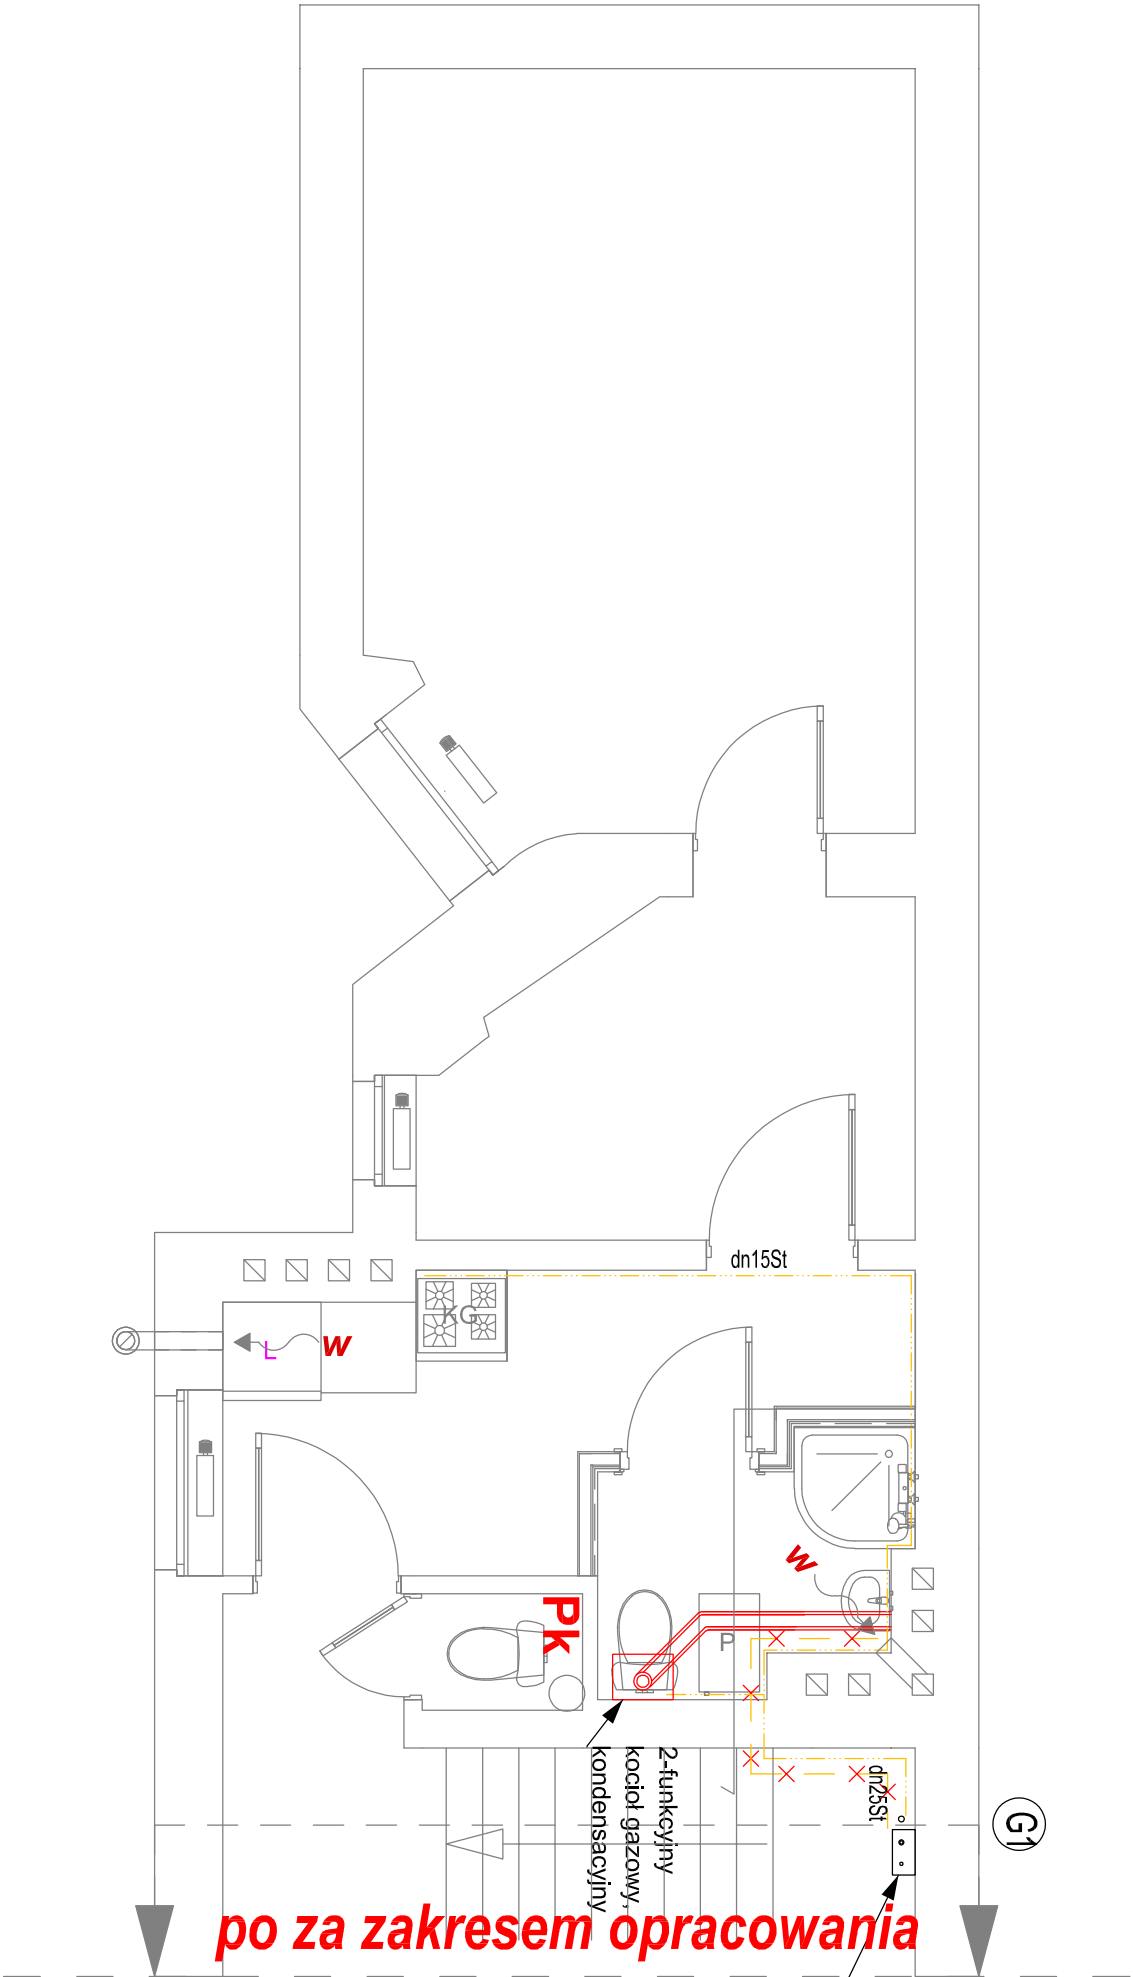 dn15St
KG
L
w
w
Pk
P
2-funkcyjny
kocioł gazowy,
kondensacyjny
dn25St
G1
po za zakresem opracowania